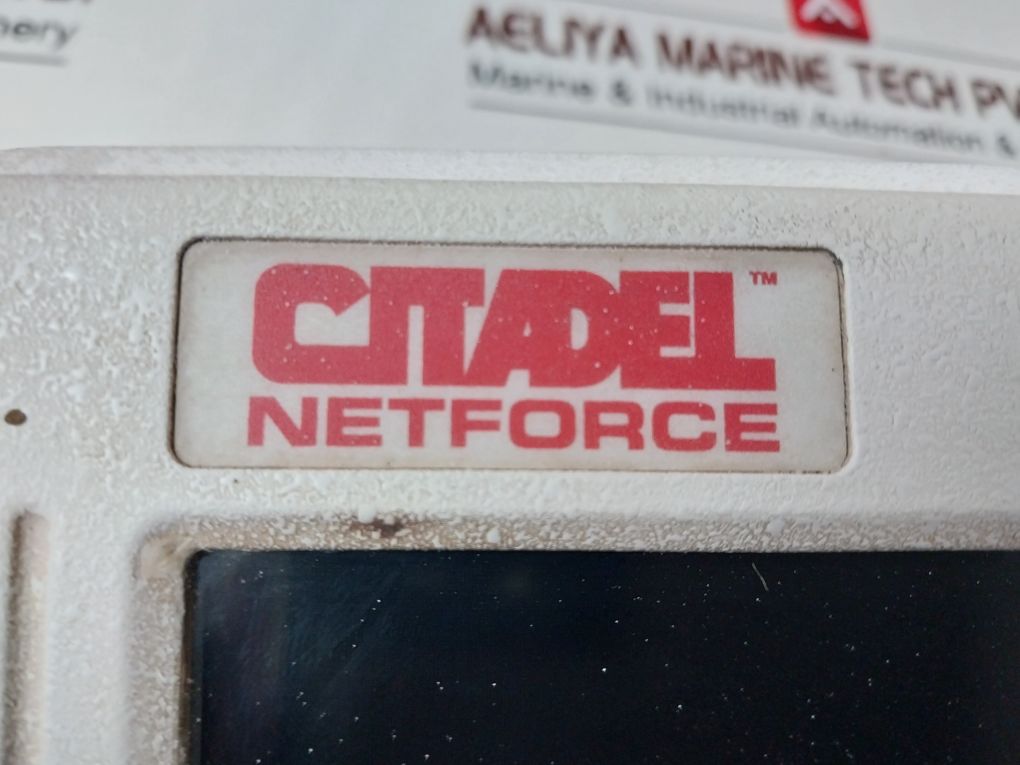 AELIYA MARINE TECH PV
Marine & Industrial Automation &
CITADEL™
NETFORCE